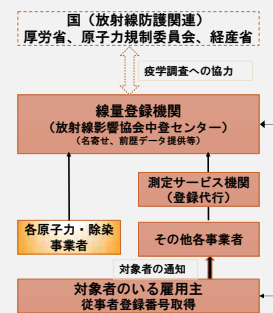 国（放射線防護関連）
厚労省、原子力規制委員会、経産省
疫学調査への協力
線量登録機関
（放射線影響協会中登センター）
（名寄せ、前歴データ提供等）
測定サービス機関
（登録代行）
各原子力・除染
事業者
その他各事業者
対象者の通知
対象者のいる雇用主
従事者登録番号取得